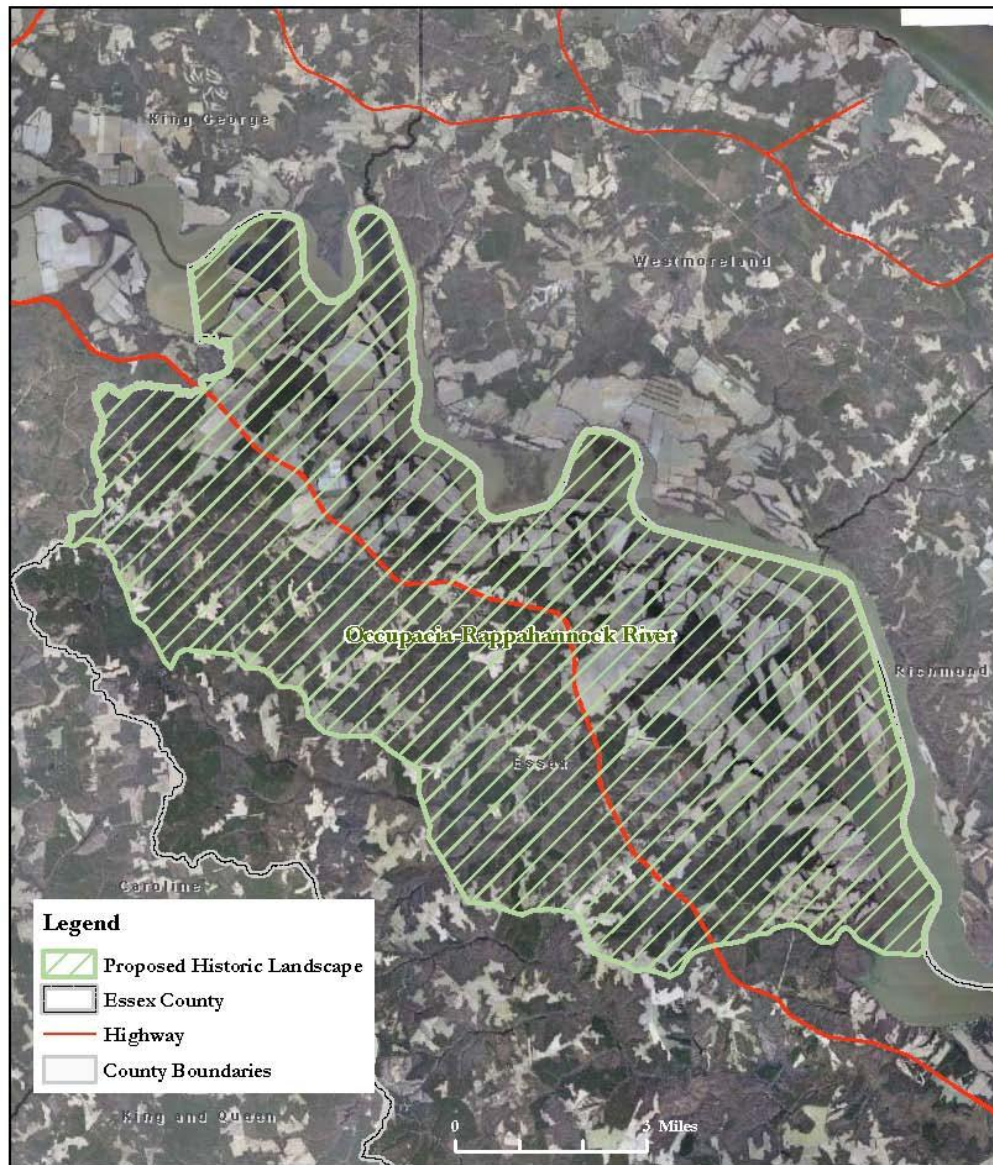 King George
Westmoreland
Occupacia-Rappahannock River
Richmond
Essex
Caroline
Legend
Proposed Historic Landscape
Essex County
Highway
County Boundaries
King and Queen
0 3 Miles